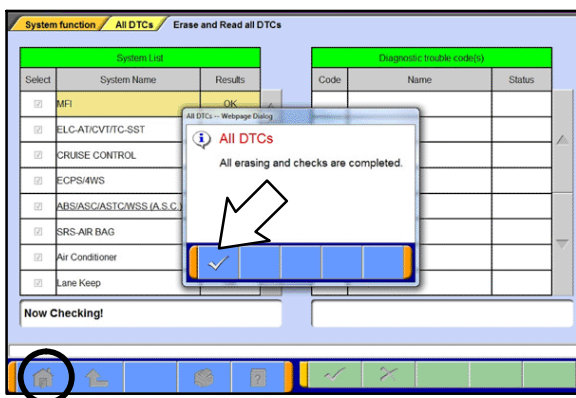 System function All DTCs Erase and Read all DTCs
System List
Diagnostic trouble code(s)
Select System Name Results
Code Name Status
MFI OK
ELC-AT/CVT/TC-SST
CRUISE CONTROL
ECPS/4WS
ABS/ASC/ASTC/WSS (A.S.C.)
SRS-AIR BAG
Air Conditioner
Lane Keep
All DTCs -- Webpage Dialog
All DTCs
All erasing and checks are completed.
Now Checking!